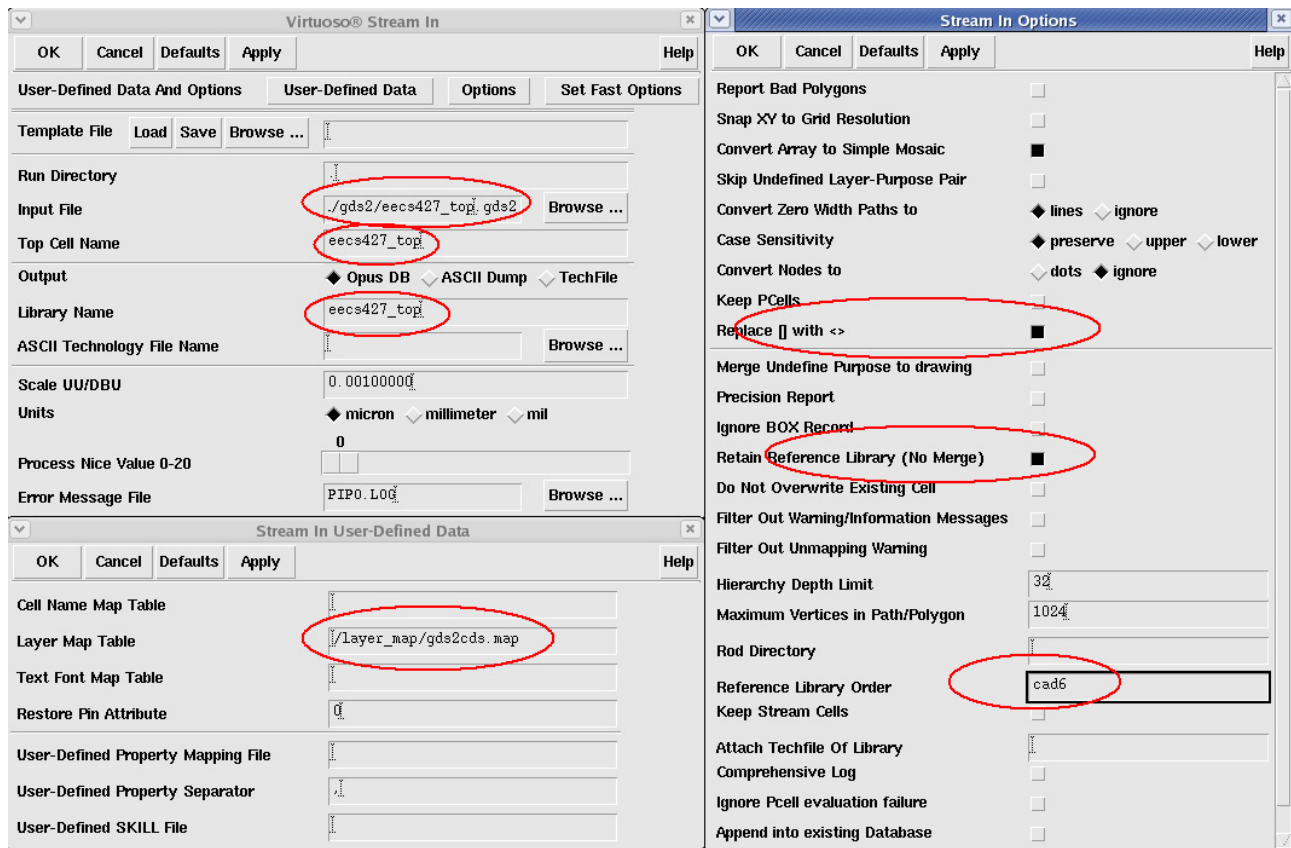 Virtuoso® Stream In
OK Cancel Defaults Apply Help
User-Defined Data And Options User-Defined Data Options Set Fast Options
Template File Load Save Browse ...
Run Directory .
Input File ./gds2/eecs427_top.gds2 Browse ...
Top Cell Name eecs427_top
Output Opus DB ASCII Dump TechFile
Library Name eecs427_top
ASCII Technology File Name Browse ...
Scale UU/DBU 0.00100000
Units micron millimeter mil
0
Process Nice Value 0-20
Error Message File PIPO.LOG Browse ...
Stream In User-Defined Data
OK Cancel Defaults Apply Help
Cell Name Map Table
Layer Map Table /layer_map/gds2cds.map
Text Font Map Table
Restore Pin Attribute 0
User-Defined Property Mapping File
User-Defined Property Separator ,
User-Defined SKILL File
Stream In Options
OK Cancel Defaults Apply Help
Report Bad Polygons
Snap XY to Grid Resolution
Convert Array to Simple Mosaic
Skip Undefined Layer-Purpose Pair
Convert Zero Width Paths to lines ignore
Case Sensitivity preserve upper lower
Convert Nodes to dots ignore
Keep PCells
Replace [] with <>
Merge Undefine Purpose to drawing
Precision Report
Ignore BOX Record
Retain Reference Library (No Merge)
Do Not Overwrite Existing Cell
Filter Out Warning/Information Messages
Filter Out Unmapping Warning
Hierarchy Depth Limit 32
Maximum Vertices in Path/Polygon 1024
Rod Directory
Reference Library Order cad6
Keep Stream Cells
Attach Techfile Of Library
Comprehensive Log
Ignore Pcell evaluation failure
Append into existing Database